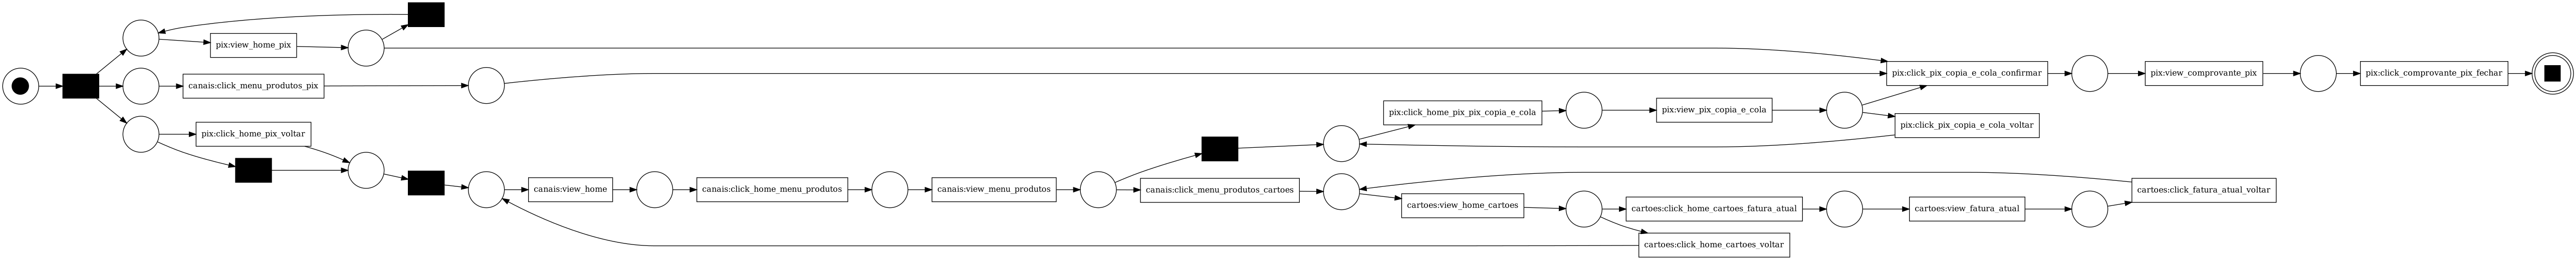 pix:view_home_pix
canais:click_menu_produtos_pix
pix:click_home_pix_voltar
canais:view_home
canais:click_home_menu_produtos
canais:view_menu_produtos
canais:click_menu_produtos_cartoes
pix:click_home_pix_pix_copia_e_cola
cartoes:view_home_cartoes
pix:view_pix_copia_e_cola
cartoes:click_home_cartoes_fatura_atual
cartoes:click_home_cartoes_voltar
pix:click_pix_copia_e_cola_confirmar
pix:click_pix_copia_e_cola_voltar
cartoes:view_fatura_atual
pix:view_comprovante_pix
cartoes:click_fatura_atual_voltar
pix:click_comprovante_pix_fechar